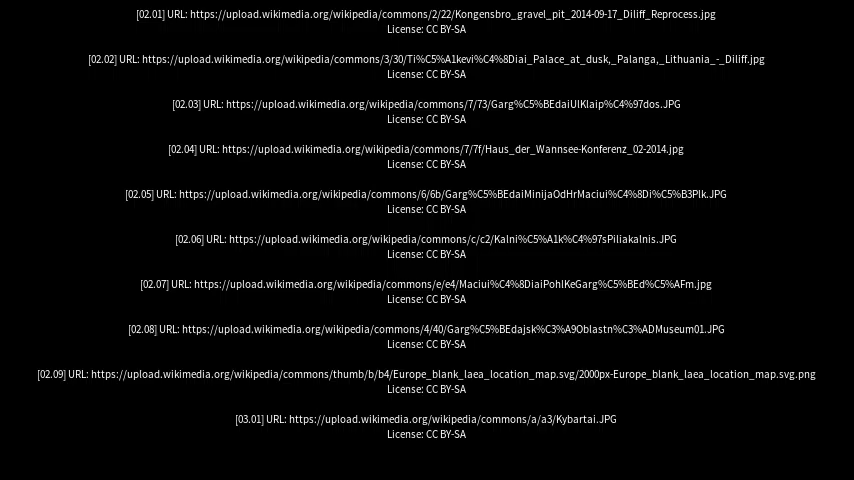 [02.01] URL: https://upload.wikimedia.org/wikipedia/commons/2/22/Kongensbro_gravel_pit_2014-09-17_Diliff_Reprocess.jpg
License: CC BY-SA
[02.02] URL: https://upload.wikimedia.org/wikipedia/commons/3/30/Ti%C5%A1kevi%C4%8Diai_Palace_at_dusk,_Palanga,_Lithuania_-_Diliff.jpg
License: CC BY-SA
[02.03] URL: https://upload.wikimedia.org/wikipedia/commons/7/73/Garg%C5%BEdaiUlKlaip%C4%97dos.JPG
License: CC BY-SA
[02.04] URL: https://upload.wikimedia.org/wikipedia/commons/7/7f/Haus_der_Wannsee-Konferenz_02-2014.jpg
License: CC BY-SA
[02.05] URL: https://upload.wikimedia.org/wikipedia/commons/6/6b/Garg%C5%BEdaiMinijaOdHrMaciui%C4%8Di%C5%B3Plk.JPG
License: CC BY-SA
[02.06] URL: https://upload.wikimedia.org/wikipedia/commons/c/c2/Kalni%C5%A1k%C4%97sPiliakalnis.JPG
License: CC BY-SA
[02.07] URL: https://upload.wikimedia.org/wikipedia/commons/e/e4/Maciui%C4%8DiaiPohlKeGarg%C5%BEd%C5%AFm.jpg
License: CC BY-SA
[02.08] URL: https://upload.wikimedia.org/wikipedia/commons/4/40/Garg%C5%BEdajsk%C3%A9Oblastn%C3%ADMuseum01.JPG
License: CC BY-SA
[02.09] URL: https://upload.wikimedia.org/wikipedia/commons/thumb/b/b4/Europe_blank_laea_location_map.svg/2000px-Europe_blank_laea_location_map.svg.png
License: CC BY-SA
[03.01] URL: https://upload.wikimedia.org/wikipedia/commons/a/a3/Kybartai.JPG
License: CC BY-SA